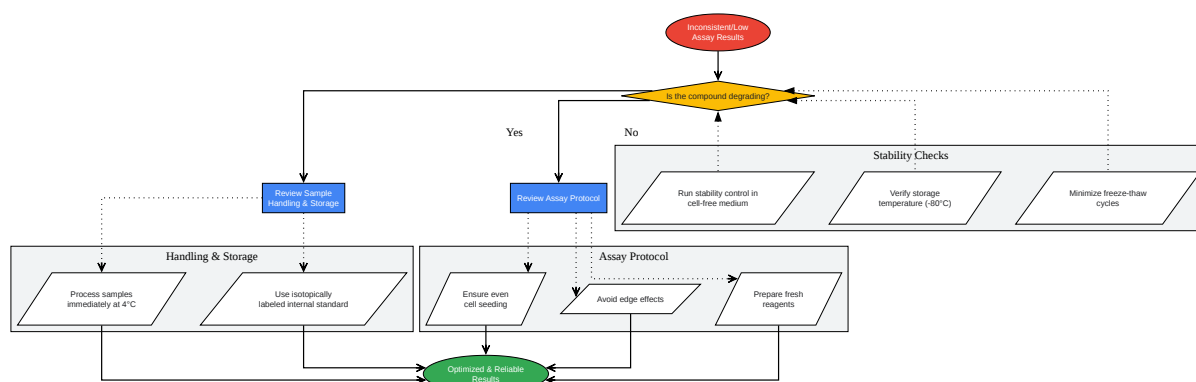 Inconsistent/Low
Assay Results
Is the compound degrading?
Yes
No
Stability Checks
Run stability control in
cell-free medium
Verify storage
temperature (-80°C)
Minimize freeze-thaw
cycles
Review Sample
Handling & Storage
Review Assay Protocol
Handling & Storage
Process samples
immediately at 4°C
Use isotopically
labeled internal standard
Assay Protocol
Ensure even
cell seeding
Avoid edge effects
Prepare fresh
reagents
Optimized & Reliable
Results